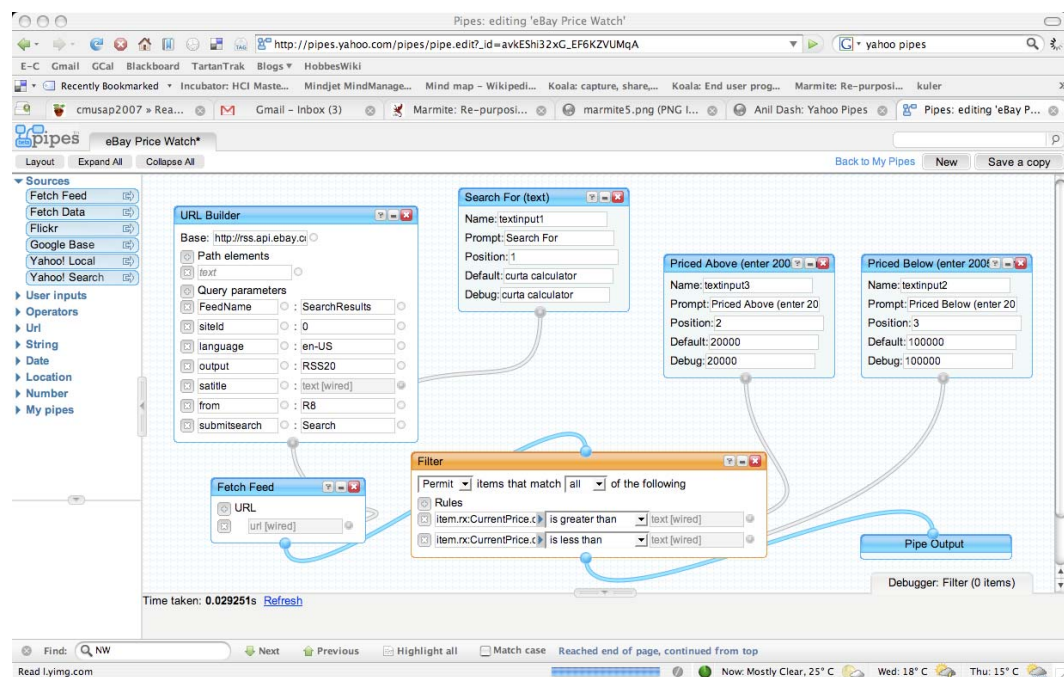 Pipes: editing 'eBay Price Watch'
http://pipes.yahoo.com/pipes/pipe.edit?_id=avkEShi32xG_EF6KZVUMqA
yahoo pipes
E-C Gmail GCal Blackboard TartanTrak Blogs HobbesWiki
Recently Bookmarked Incubator: HCI Maste... Mindjet MindManage... Mind map - Wikipedi... Koala: capture, share,... Koala: End user prog... Marmite: Re-purposi... kuler
cmusap2007 » Rea... Gmail - Inbox (3) Marmite: Re-purposi... marmite5.png (PNG I... Anil Dash: Yahoo Pipes Pipes: editing 'eBay P...
pipes eBay Price Watch*
Layout Expand All Collapse All Back to My Pipes New Save a copy
Sources
Fetch Feed
Fetch Data
Flickr
Google Base
Yahoo! Local
Yahoo! Search
User inputs
Operators
Url
String
Date
Location
Number
My pipes
URL Builder
Base: http://rss.api.ebay.c
Path elements
text
Query parameters
FeedName : SearchResults
siteId : 0
language : en-US
output : RSS20
satitle : text [wired]
from : R8
submitsearch : Search
Search For (text)
Name: textinput1
Prompt: Search For
Position: 1
Default: curta calculator
Debug: curta calculator
Priced Above (enter 200
Name: textinput3
Prompt: Priced Above (enter 20
Position: 2
Default: 20000
Debug: 20000
Priced Below (enter 200
Name: textinput2
Prompt: Priced Below (enter 20
Position: 3
Default: 100000
Debug: 100000
Fetch Feed
URL
url [wired]
Filter
Permit items that match all of the following
Rules
item.rx:CurrentPrice.c is greater than text [wired]
item.rx:CurrentPrice.c is less than text [wired]
Pipe Output
Debugger: Filter (0 items)
Time taken: 0.029251s Refresh
Find: NW Next Previous Highlight all Match case Reached end of page, continued from top
Read l.yimg.com Now: Mostly Clear, 25° C Wed: 18° C Thu: 15° C